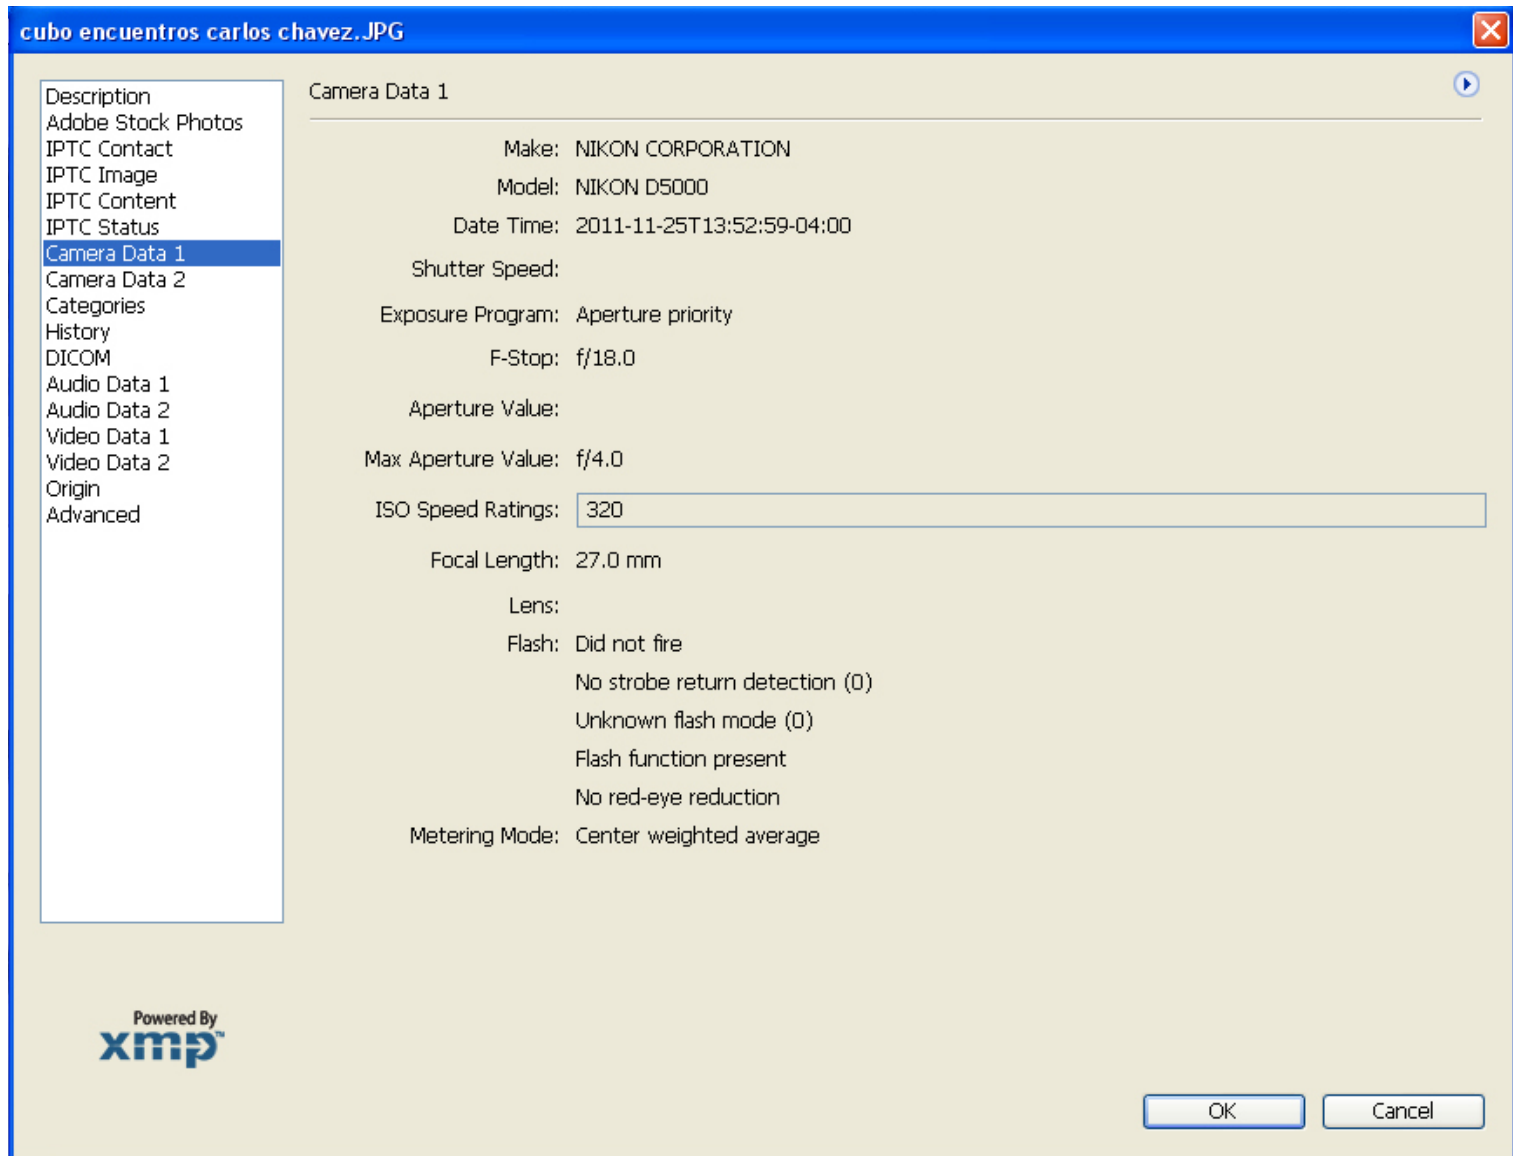 cubo encuentros carlos chavez.JPG
Description
Adobe Stock Photos
IPTC Contact
IPTC Image
IPTC Content
IPTC Status
Camera Data 1
Camera Data 2
Categories
History
DICOM
Audio Data 1
Audio Data 2
Video Data 1
Video Data 2
Origin
Advanced
Powered By
xmp™
Camera Data 1
Make: NIKON CORPORATION
Model: NIKON D5000
Date Time: 2011-11-25T13:52:59-04:00
Shutter Speed:
Exposure Program: Aperture priority
F-Stop: f/18.0
Aperture Value:
Max Aperture Value: f/4.0
ISO Speed Ratings: 320
Focal Length: 27.0 mm
Lens:
Flash: Did not fire
No strobe return detection (0)
Unknown flash mode (0)
Flash function present
No red-eye reduction
Metering Mode: Center weighted average
OK Cancel